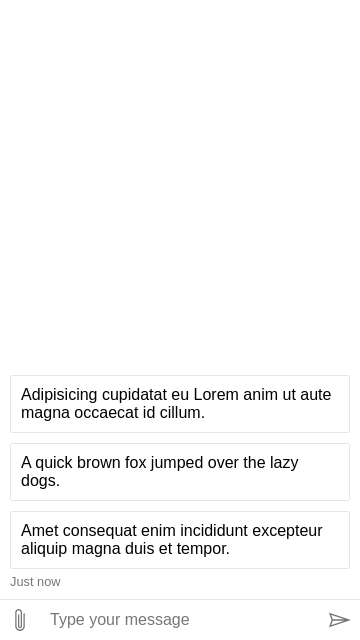 Adipisicing cupidatat eu Lorem anim ut aute
magna occaecat id cillum.
A quick brown fox jumped over the lazy
dogs.
Amet consequat enim incididunt excepteur
aliquip magna duis et tempor.
Just now
Type your message